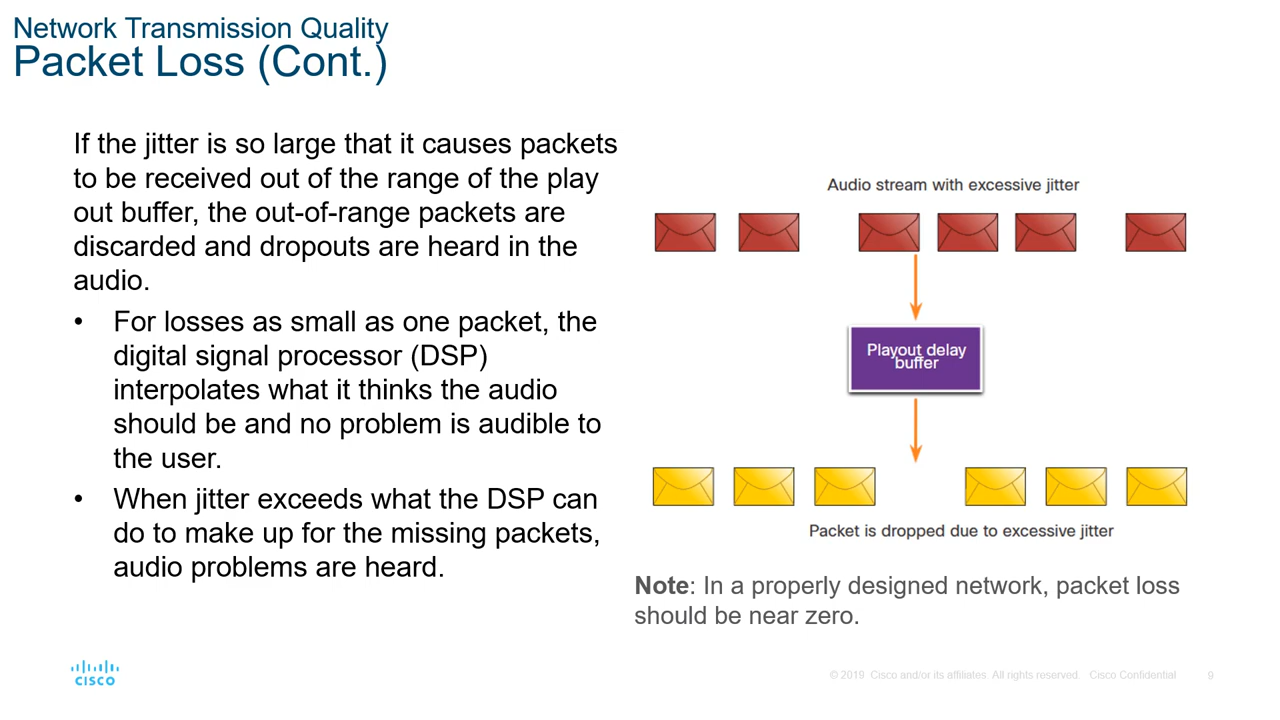 Network Transmission Quality
Packet Loss (Cont.)
If the jitter is so large that it causes packets
to be received out of the range of the play
out buffer, the out-of-range packets are
discarded and dropouts are heard in the
audio.
• For losses as small as one packet, the
digital signal processor (DSP)
interpolates what it thinks the audio
should be and no problem is audible to
the user.
• When jitter exceeds what the DSP can
do to make up for the missing packets,
audio problems are heard.
Audio stream with excessive jitter
Playout delay
buffer
Packet is dropped due to excessive jitter
Note: In a properly designed network, packet loss
should be near zero.
CISCO
© 2019 Cisco and/or its affiliates. All rights reserved. Cisco Confidential
9